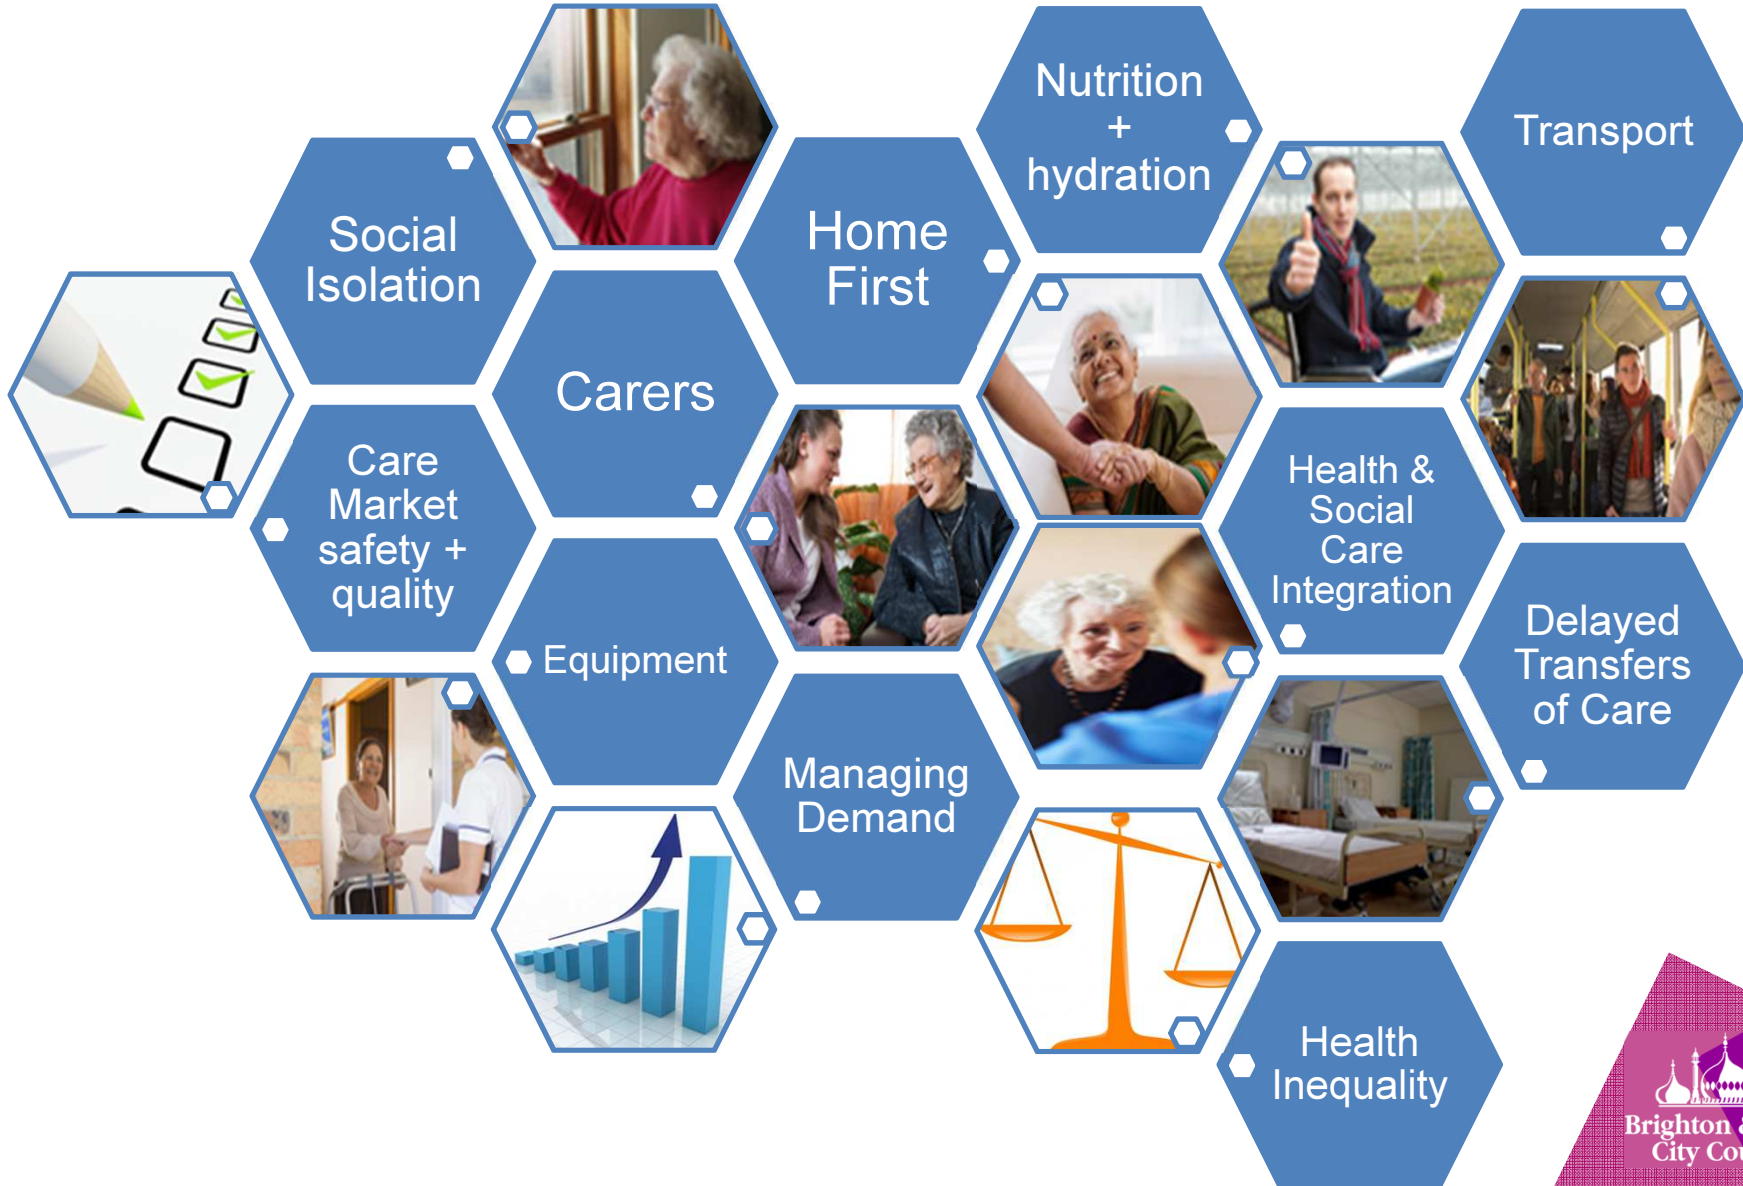 Nutrition
+
hydration
Transport
Social
Isolation
Home
First
Carers
Care
Market
safety +
quality
Health &
Social
Care
Integration
Equipment
Delayed
Transfers
of Care
Managing
Demand
Health
Inequality
Brighton
City